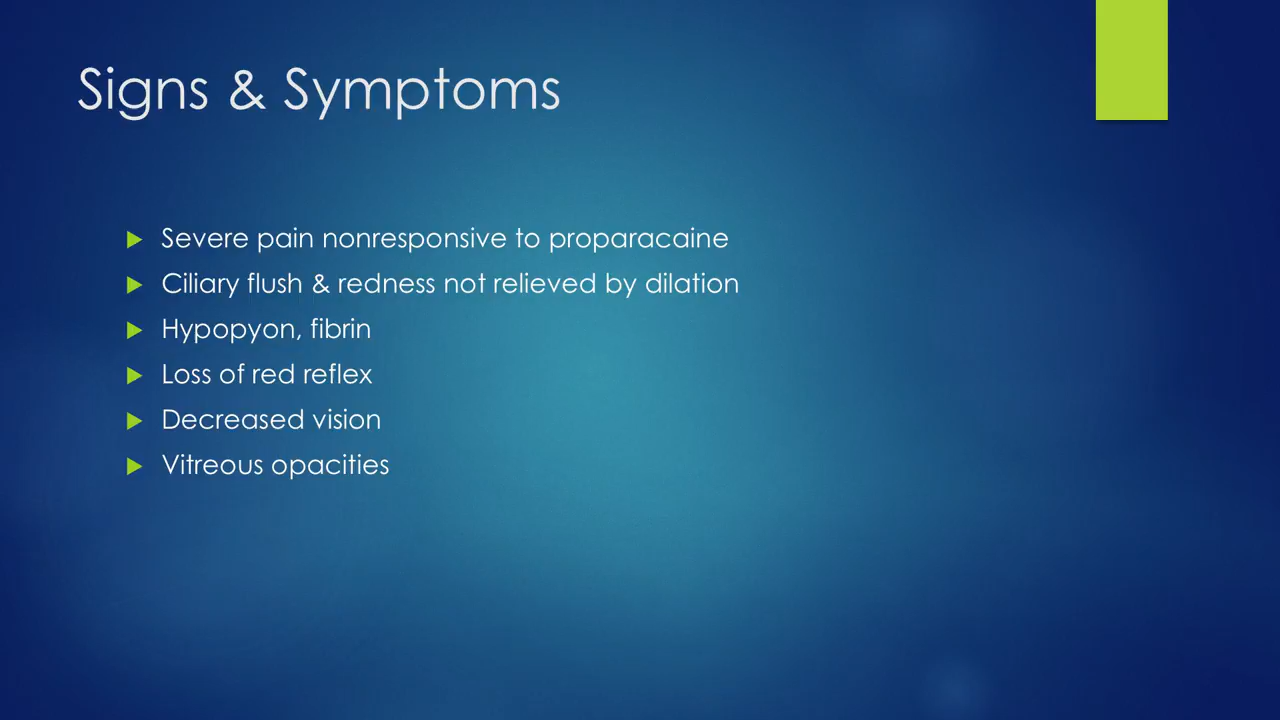 Signs & Symptoms
Severe pain nonresponsive to proparacaine
Ciliary flush & redness not relieved by dilation
Hypopyon, fibrin
Loss of red reflex
Decreased vision
Vitreous opacities